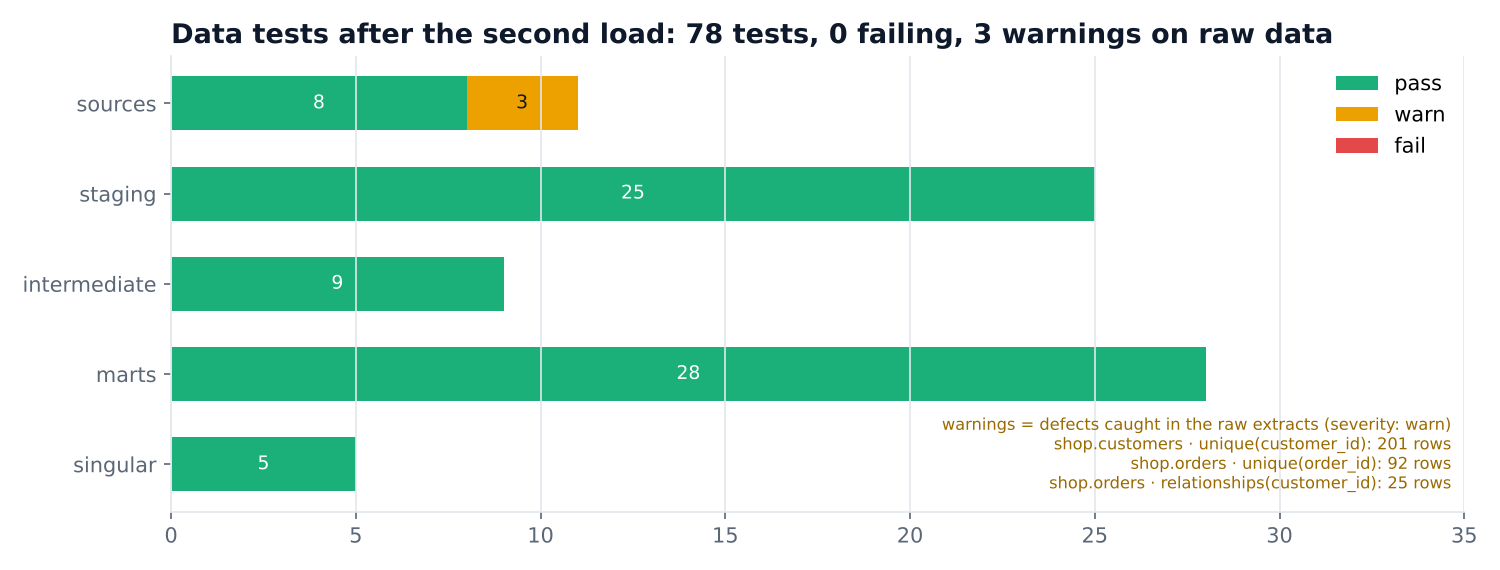 Data tests after the second load: 78 tests, 0 failing, 3 warnings on raw data
pass
warn
fail
sources
8
3
staging
25
intermediate
9
marts
28
singular
5
warnings = defects caught in the raw extracts (severity: warn)
shop.customers · unique(customer_id): 201 rows
shop.orders · unique(order_id): 92 rows
shop.orders · relationships(customer_id): 25 rows
0 5 10 15 20 25 30 35